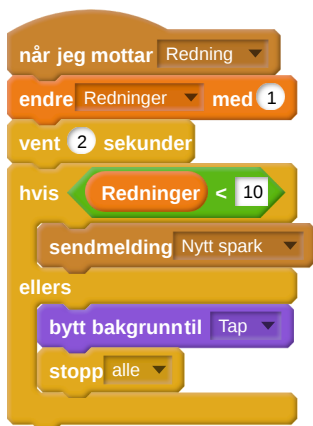 når jeg mottar Redning
endre Redninger med 1
vent 2 sekunder
hvis Redninger < 10
sendmelding Nytt spark
ellers
bytt bakgrunntil Tap
stopp alle